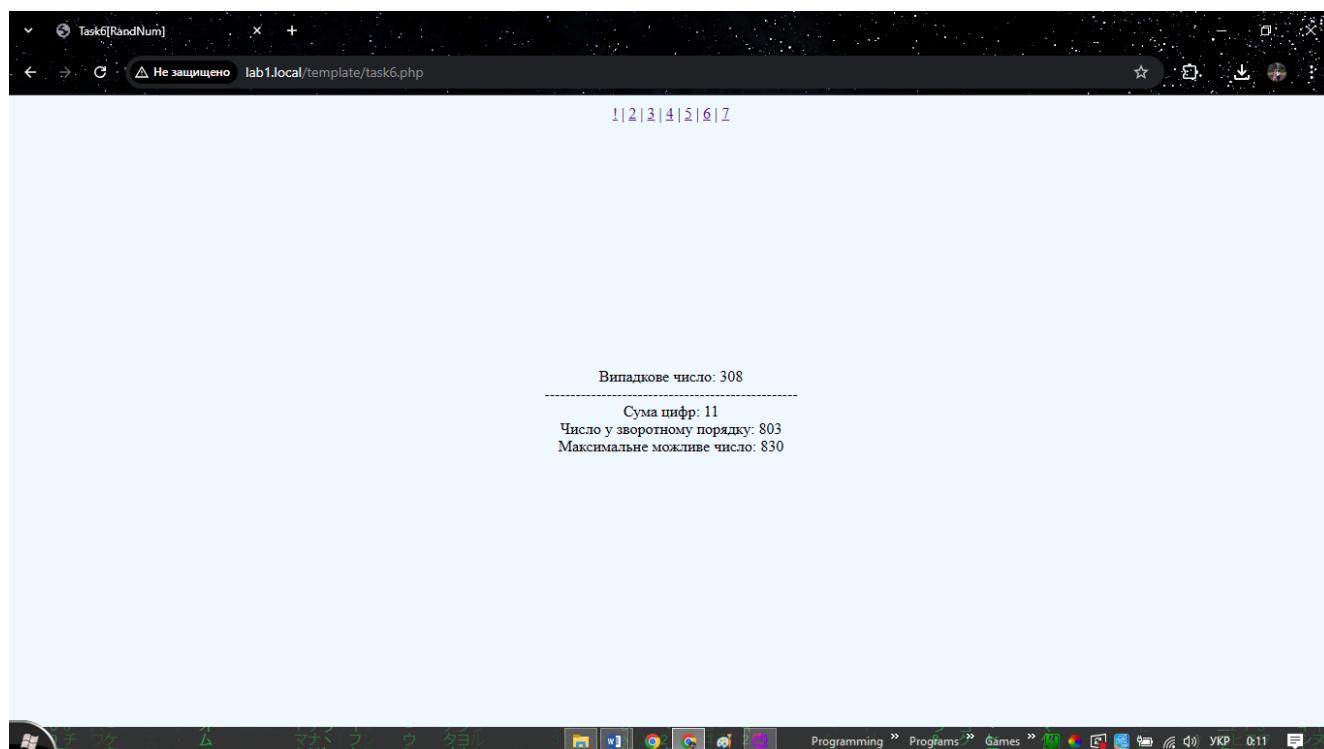 Task6[RandNum]
Не защищено lab1.local/template/task6.php
! | 2 | 3 | 4 | 5 | 6 | 7
Випадкове число: 308
-------------------------------------------------
Сума цифр: 11
Число у зворотному порядку: 803
Максимальне можливе число: 830
Programming » Programs » Games » УКР 0:11